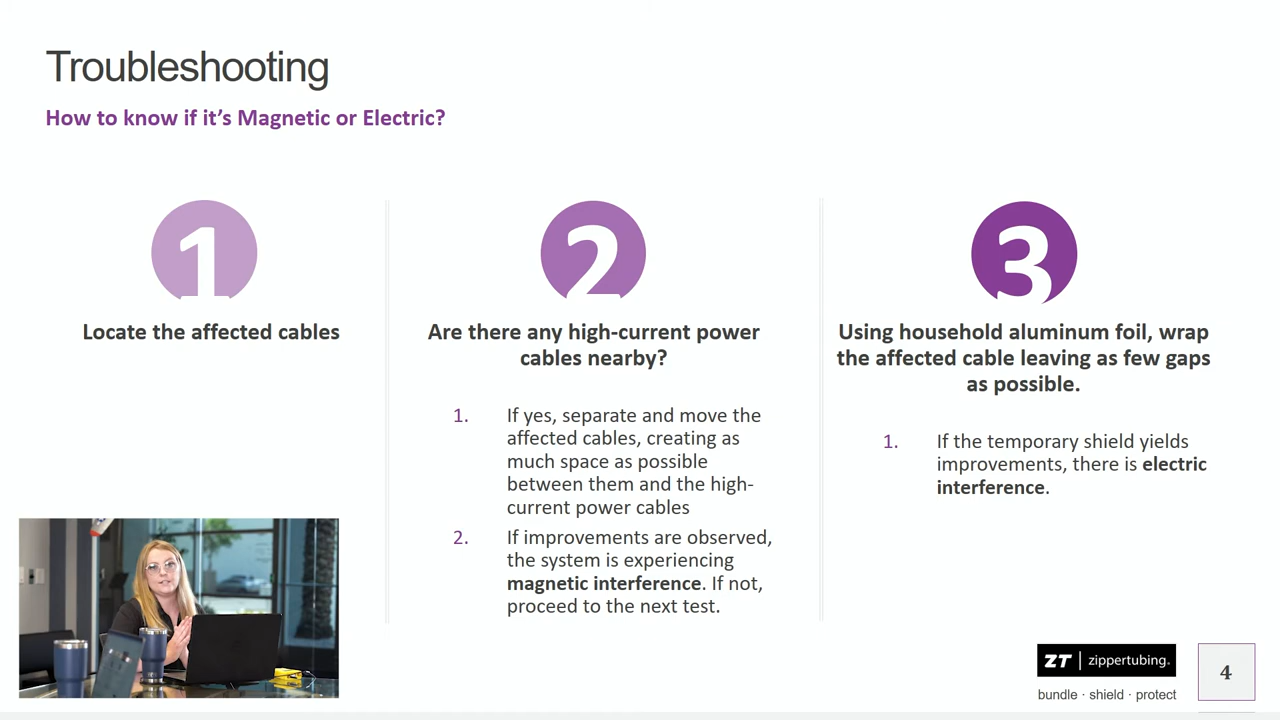 Troubleshooting
How to know if it’s Magnetic or Electric?
1
Locate the affected cables
2
Are there any high-current power
cables nearby?
1. If yes, separate and move the
affected cables, creating as
much space as possible
between them and the high-
current power cables
2. If improvements are observed,
the system is experiencing
magnetic interference. If not,
proceed to the next test.
3
Using household aluminum foil, wrap
the affected cable leaving as few gaps
as possible.
1. If the temporary shield yields
improvements, there is electric
interference.
ZT | zippertubing.
bundle · shield · protect
4